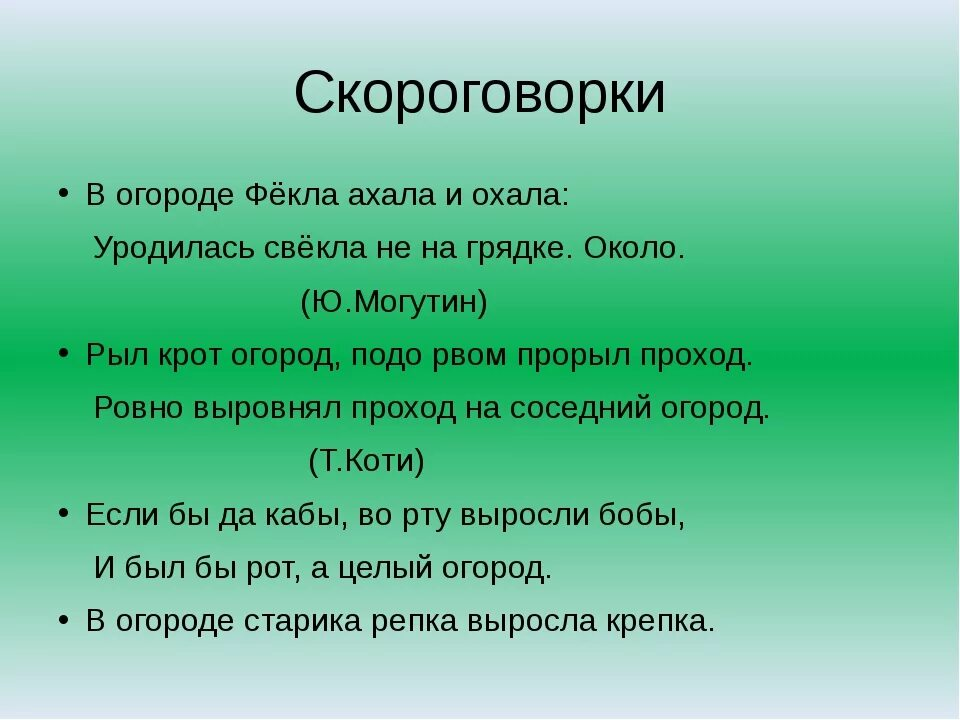 Скороговорки
• В огороде Фёкла ахала и охала:
Уродилась свёкла не на грядке. Около.
(Ю.Могутин)
• Рыл крот огород, подо рвом прорыл проход.
Ровно выровнял проход на соседний огород.
(Т.Коти)
• Если бы да кабы, во рту выросли бобы,
И был бы рот, а целый огород.
• В огороде старика репка выросла крепка.